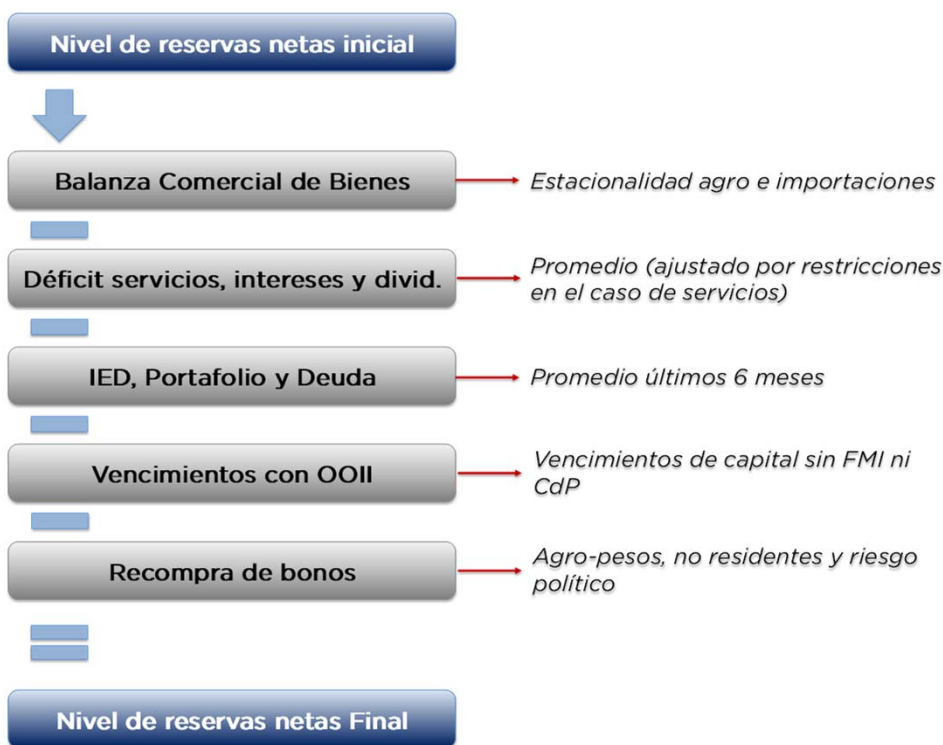 Nivel de reservas netas inicial
Balanza Comercial de Bienes
Estacionalidad agro e importaciones
Déficit servicios, intereses y divid.
Promedio (ajustado por restricciones
en el caso de servicios)
IED, Portafolio y Deuda
Promedio últimos 6 meses
Vencimientos con OOII
Vencimientos de capital sin FMI ni
CdP
Recompra de bonos
Agro-pesos, no residentes y riesgo
político
Nivel de reservas netas Final